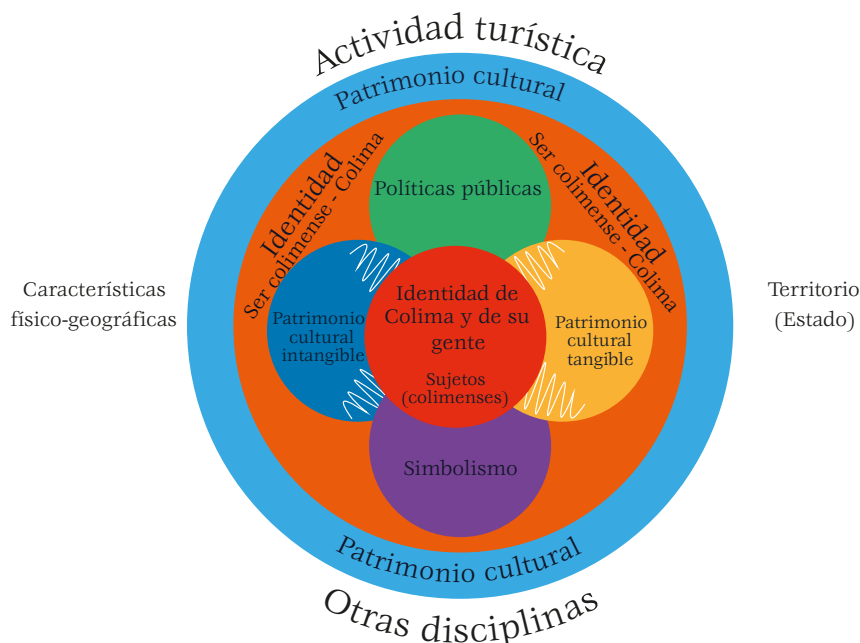 Actividad turística
Patrimonio cultural
Identidad
Ser colimense - Colima
Identidad
Ser colimense - Colima
Políticas públicas
Características
físico-geográficas
Patrimonio
cultural
intangible
Identidad de
Colima y de su
gente
Sujetos
(colimenses)
Patrimonio
cultural
tangible
Territorio
(Estado)
Simbolismo
Patrimonio cultural
Otras disciplinas